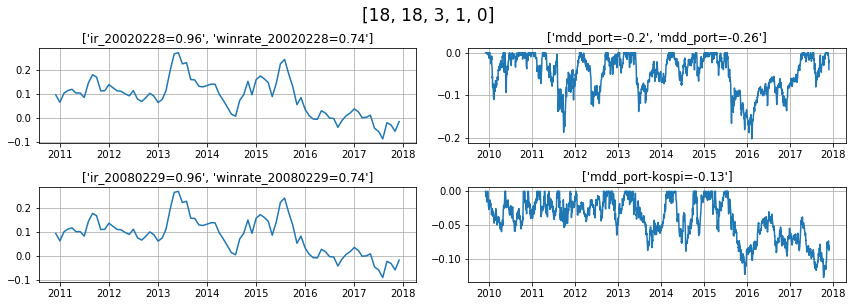 [18, 18, 3, 1, 0]
['ir_20020228=0.96', 'winrate_20020228=0.74']
0.2
0.1
0.0
−0.1
2011 2012 2013 2014 2015 2016 2017 2018
['mdd_port=-0.2', 'mdd_port=-0.26']
0.0
−0.1
−0.2
2010 2011 2012 2013 2014 2015 2016 2017 2018
['ir_20080229=0.96', 'winrate_20080229=0.74']
0.2
0.1
0.0
−0.1
2011 2012 2013 2014 2015 2016 2017 2018
['mdd_port-kospi=-0.13']
0.00
−0.05
−0.10
2010 2011 2012 2013 2014 2015 2016 2017 2018